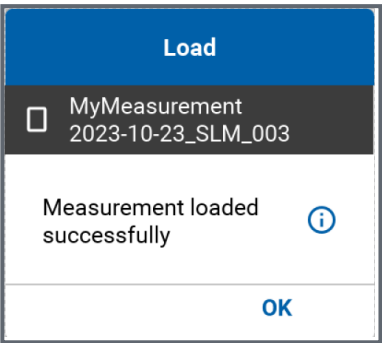 Load
MyMeasurement
2023-10-23_SLM_003
Measurement loaded
successfully
OK